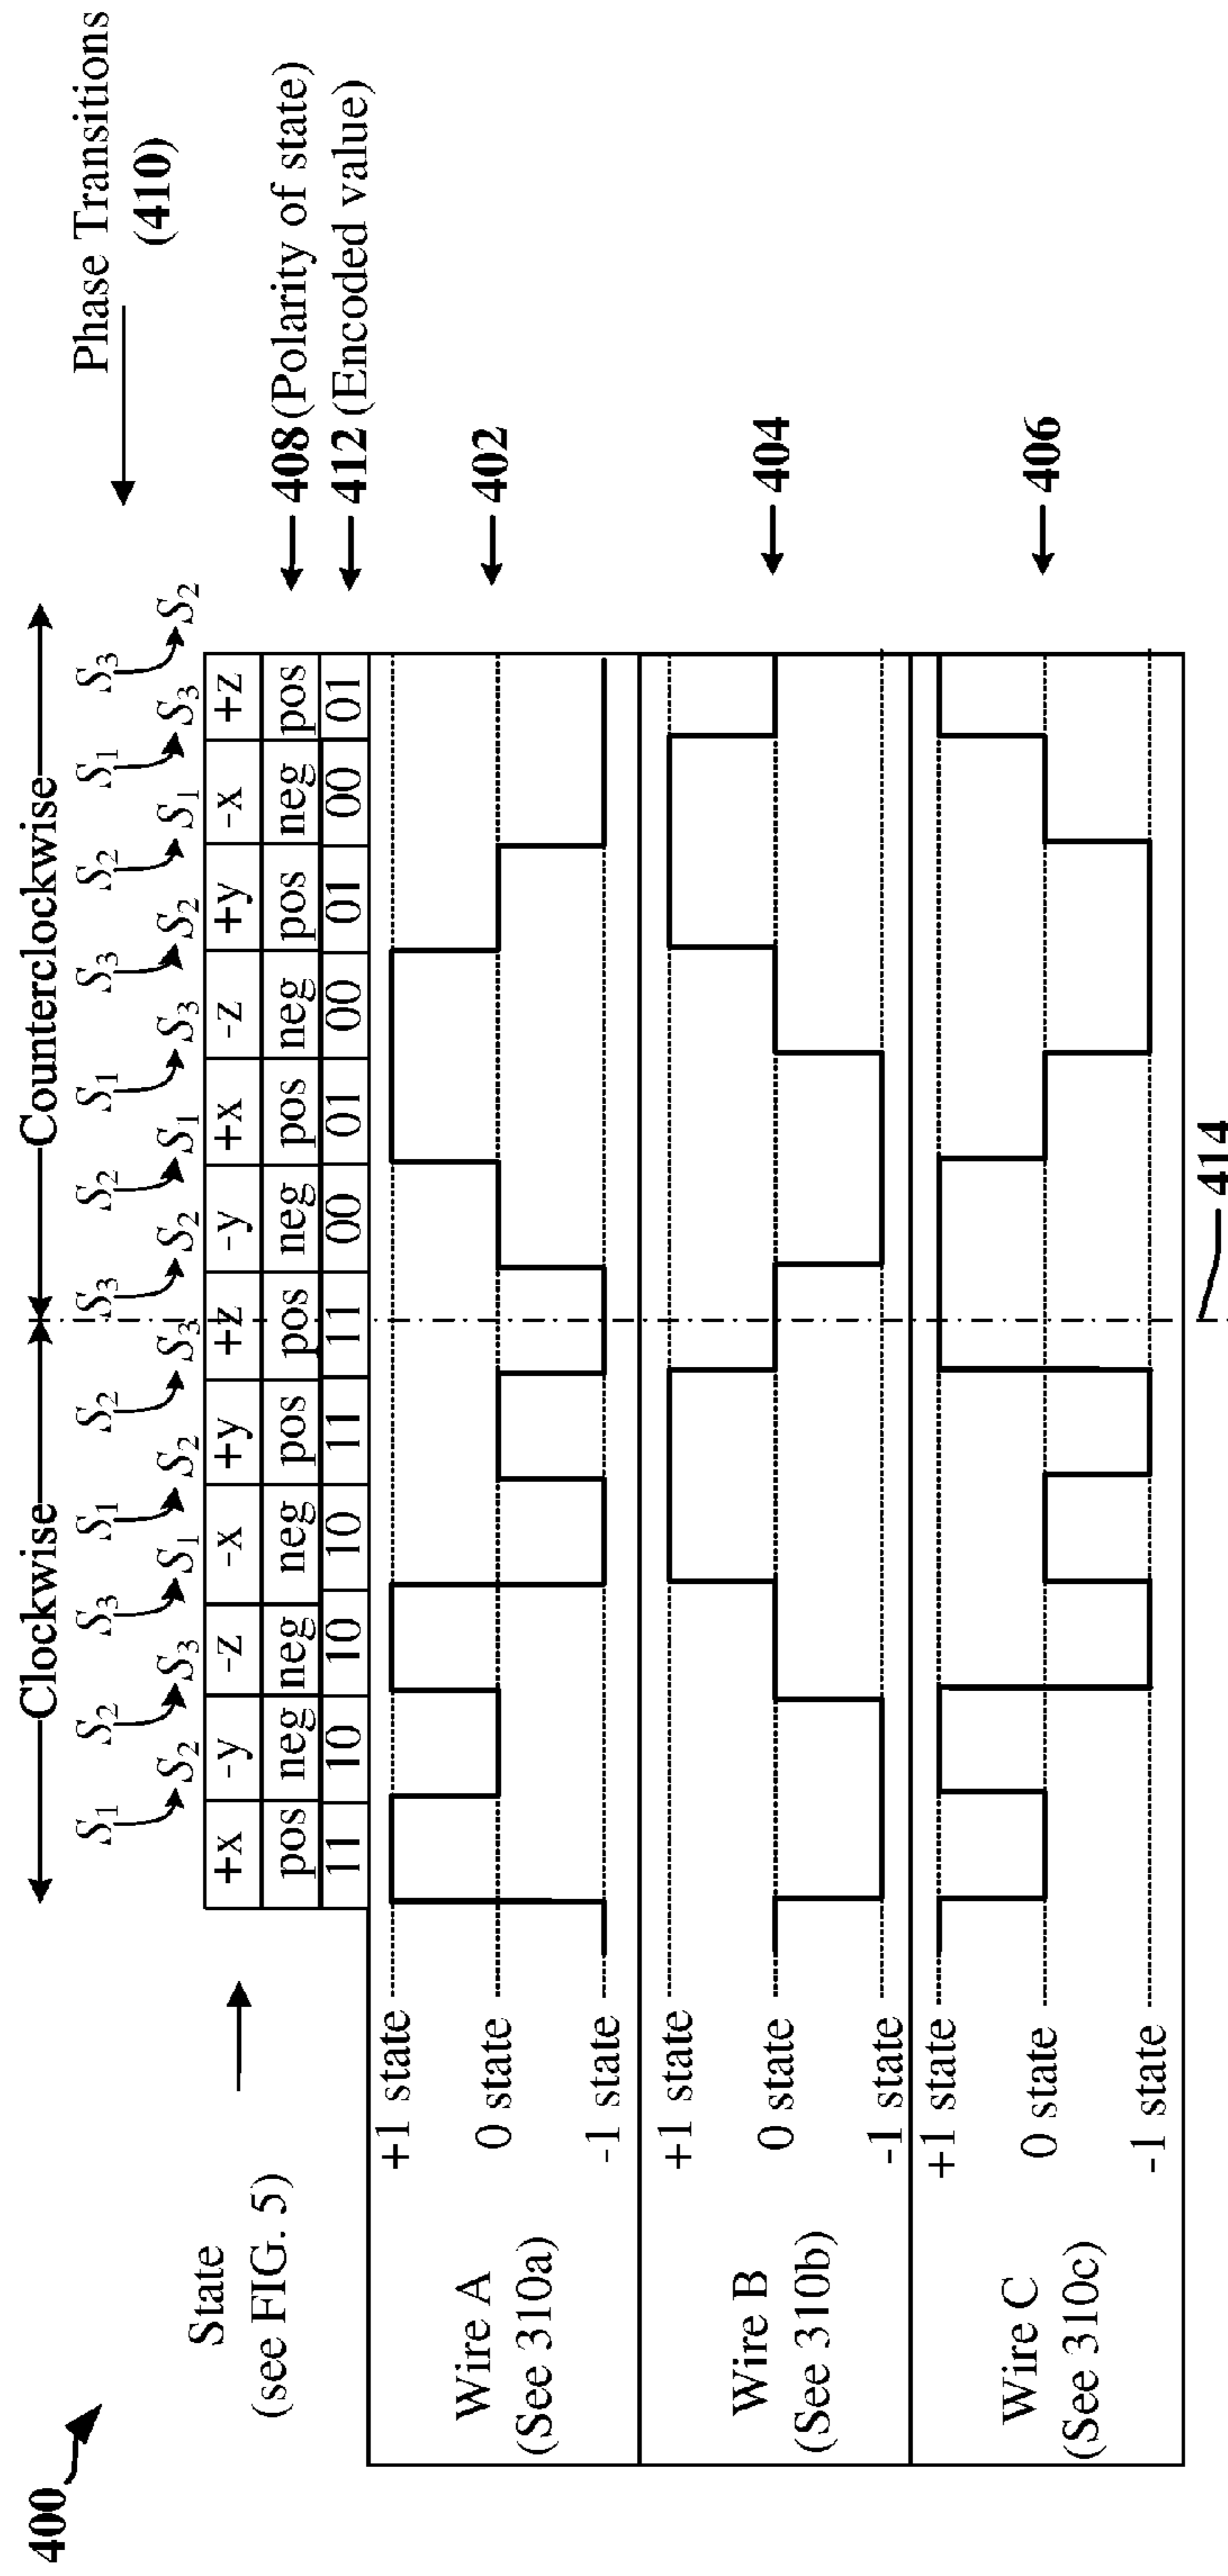 400
Clockwise Counterclockwise
Phase Transitions
(410)
S₁ S₂ S₃ S₁ S₂ S₃ S₂ S₁ S₃ S₂ S₁ S₃
S₂ S₃ S₁ S₂ S₃ S₂ S₁ S₃ S₂ S₁ S₃ S₂
State
(see FIG. 5)
+x -y -z -x +y +z -y +x -z +y -x +z
pos neg neg neg pos pos neg pos neg pos neg pos
408 (Polarity of state)
11 10 10 10 11 11 00 01 00 01 00 01
412 (Encoded value)
Wire A
(See 310a)
+1 state
0 state
-1 state
402
Wire B
(See 310b)
+1 state
0 state
-1 state
404
Wire C
(See 310c)
+1 state
0 state
-1 state
406
414